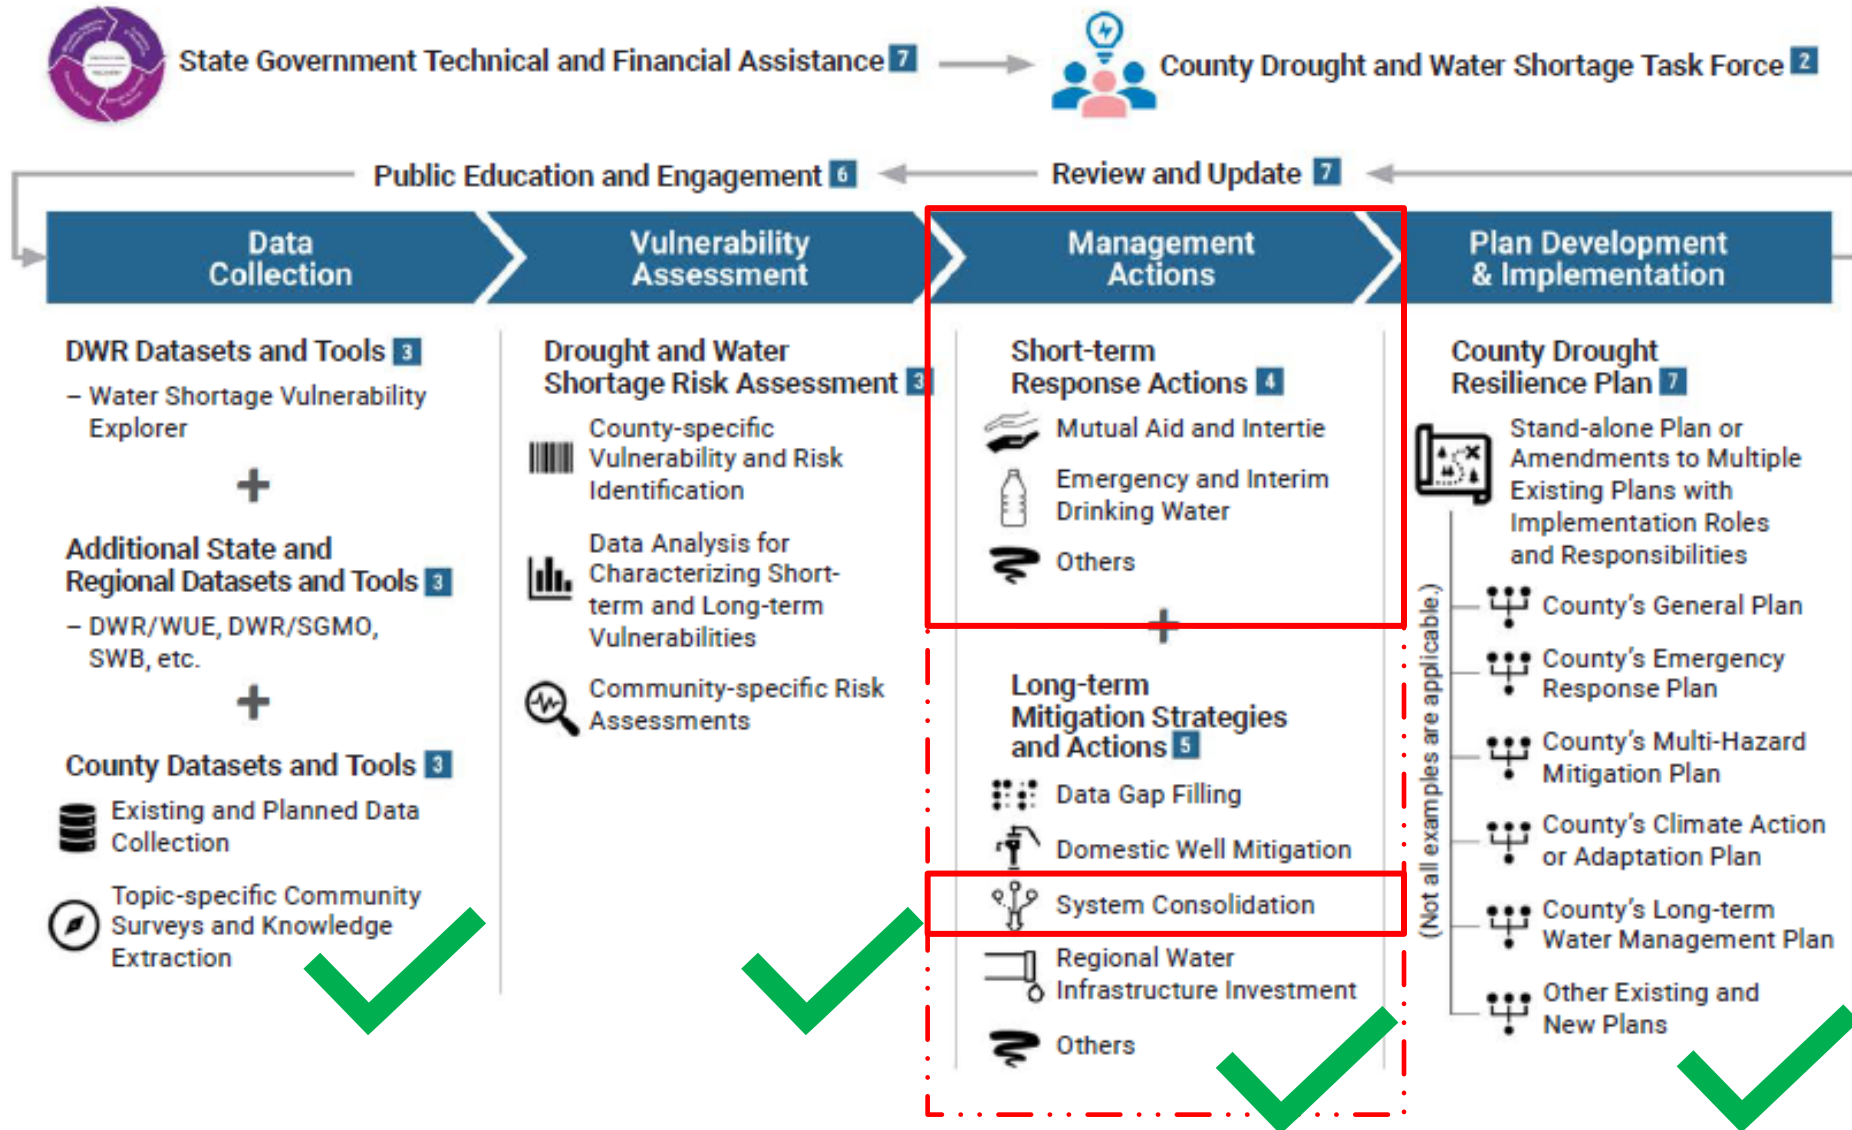 State Government Technical and Financial Assistance 7
County Drought and Water Shortage Task Force 2
Public Education and Engagement 6
Review and Update 7
Data
Collection
Vulnerability
Assessment
Management
Actions
Plan Development
& Implementation
DWR Datasets and Tools 3
– Water Shortage Vulnerability
Explorer
+
Additional State and
Regional Datasets and Tools 3
– DWR/WUE, DWR/SGMO,
SWB, etc.
+
County Datasets and Tools 3
Existing and Planned Data
Collection
Topic-specific Community
Surveys and Knowledge
Extraction
Drought and Water
Shortage Risk Assessment 3
County-specific
Vulnerability and Risk
Identification
Data Analysis for
Characterizing Short-
term and Long-term
Vulnerabilities
Community-specific Risk
Assessments
Short-term
Response Actions 4
Mutual Aid and Intertie
Emergency and Interim
Drinking Water
Others
+
Long-term
Mitigation Strategies
and Actions 5
Data Gap Filling
Domestic Well Mitigation
System Consolidation
Regional Water
Infrastructure Investment
Others
County Drought
Resilience Plan 7
Stand-alone Plan or
Amendments to Multiple
Existing Plans with
Implementation Roles
and Responsibilities
(Not all examples are applicable.)
County's General Plan
County's Emergency
Response Plan
County's Multi-Hazard
Mitigation Plan
County's Climate Action
or Adaptation Plan
County's Long-term
Water Management Plan
Other Existing and
New Plans